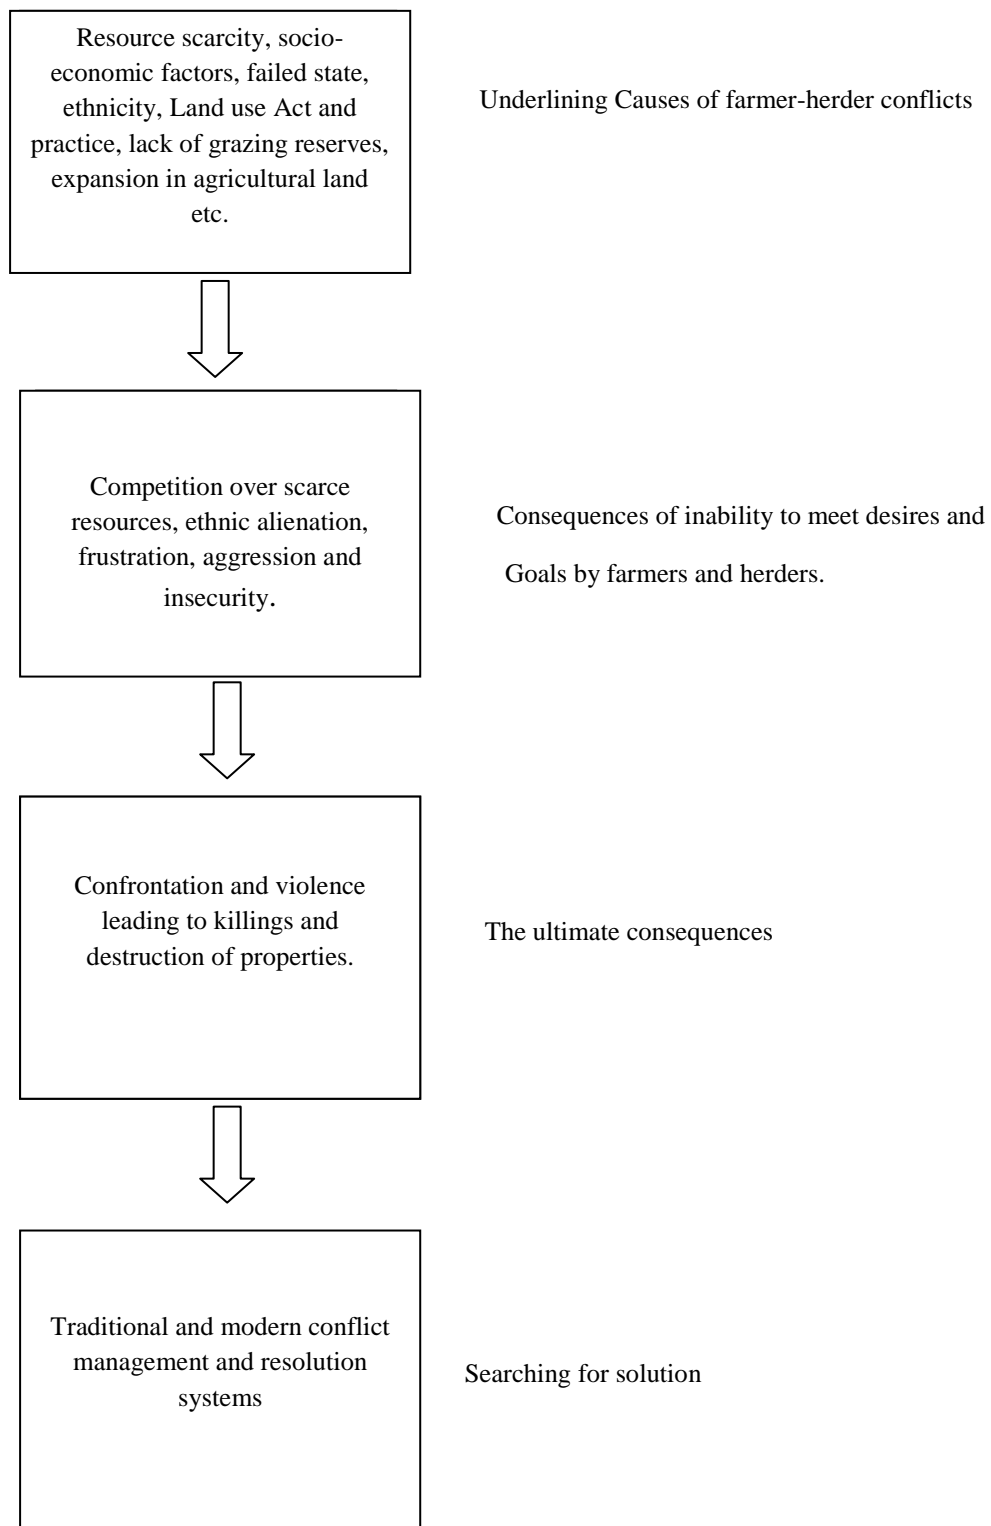 Resource scarcity, socio-
economic factors, failed state,
ethnicity, Land use Act and
practice, lack of grazing reserves,
expansion in agricultural land
etc.
Underlining Causes of farmer-herder conflicts
Competition over scarce
resources, ethnic alienation,
frustration, aggression and
insecurity.
Consequences of inability to meet desires and
Goals by farmers and herders.
Confrontation and violence
leading to killings and
destruction of properties.
The ultimate consequences
Traditional and modern conflict
management and resolution
systems
Searching for solution